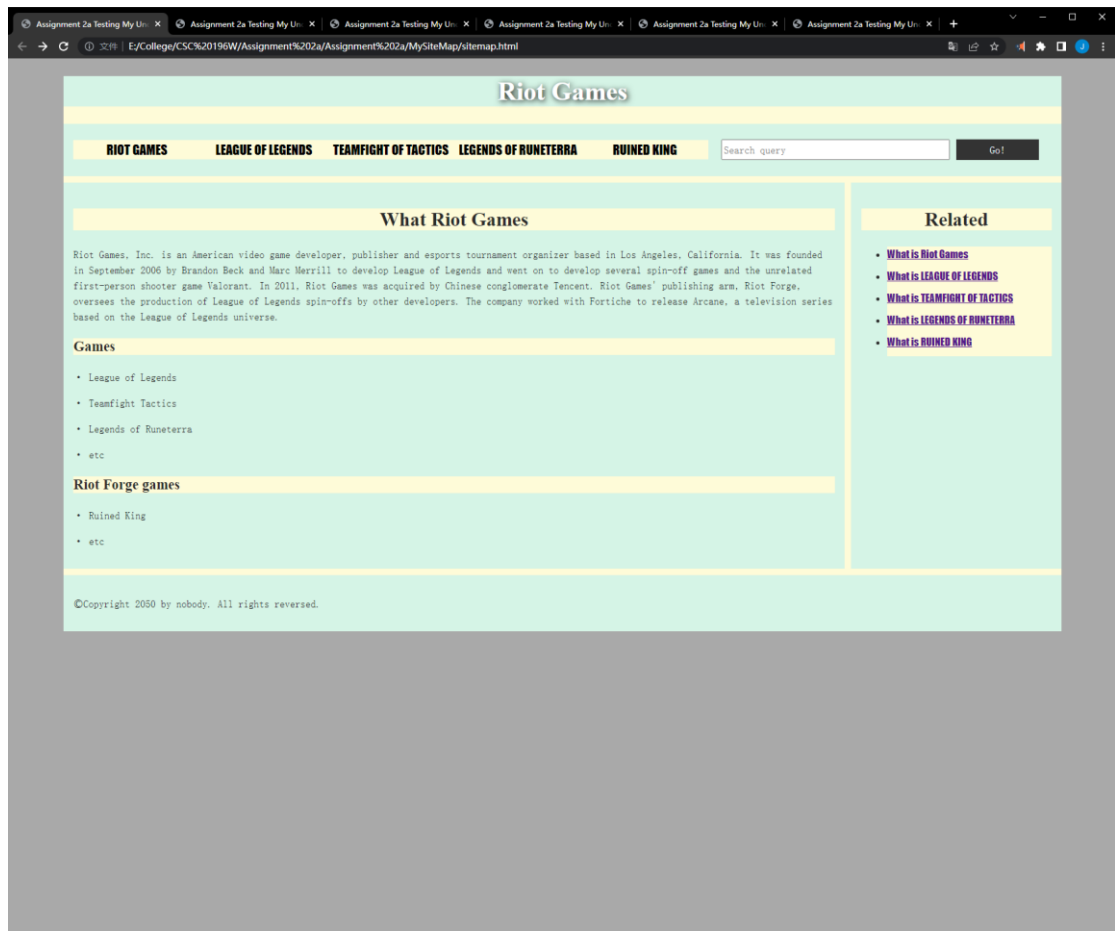 Assignment 2a Testing My Un
Assignment 2a Testing My Un
Assignment 2a Testing My Un
Assignment 2a Testing My Un
Assignment 2a Testing My Un
Assignment 2a Testing My Un
文件 E:/College/CSC%20196W/Assignment%202a/Assignment%202a/MySiteMap/sitemap.html
J
Riot Games
RIOT GAMES
LEAGUE OF LEGENDS
TEAMFIGHT OF TACTICS
LEGENDS OF RUNETERRA
RUINED KING
Search query
Go!
What Riot Games
Riot Games, Inc. is an American video game developer, publisher and esports tournament organizer based in Los Angeles, California. It was founded
in September 2006 by Brandon Beck and Marc Merrill to develop League of Legends and went on to develop several spin-off games and the unrelated
first-person shooter game Valorant. In 2011, Riot Games was acquired by Chinese conglomerate Tencent. Riot Games' publishing arm, Riot Forge,
oversees the production of League of Legends spin-offs by other developers. The company worked with Fortiche to release Arcane, a television series
based on the League of Legends universe.
Games
• League of Legends
• Teamfight Tactics
• Legends of Runeterra
• etc
Riot Forge games
• Ruined King
• etc
Related
• What is Riot Games
• What is LEAGUE OF LEGENDS
• What is TEAMFIGHT OF TACTICS
• What is LEGENDS OF RUNETERRA
• What is RUINED KING
©Copyright 2050 by nobody. All rights reversed.